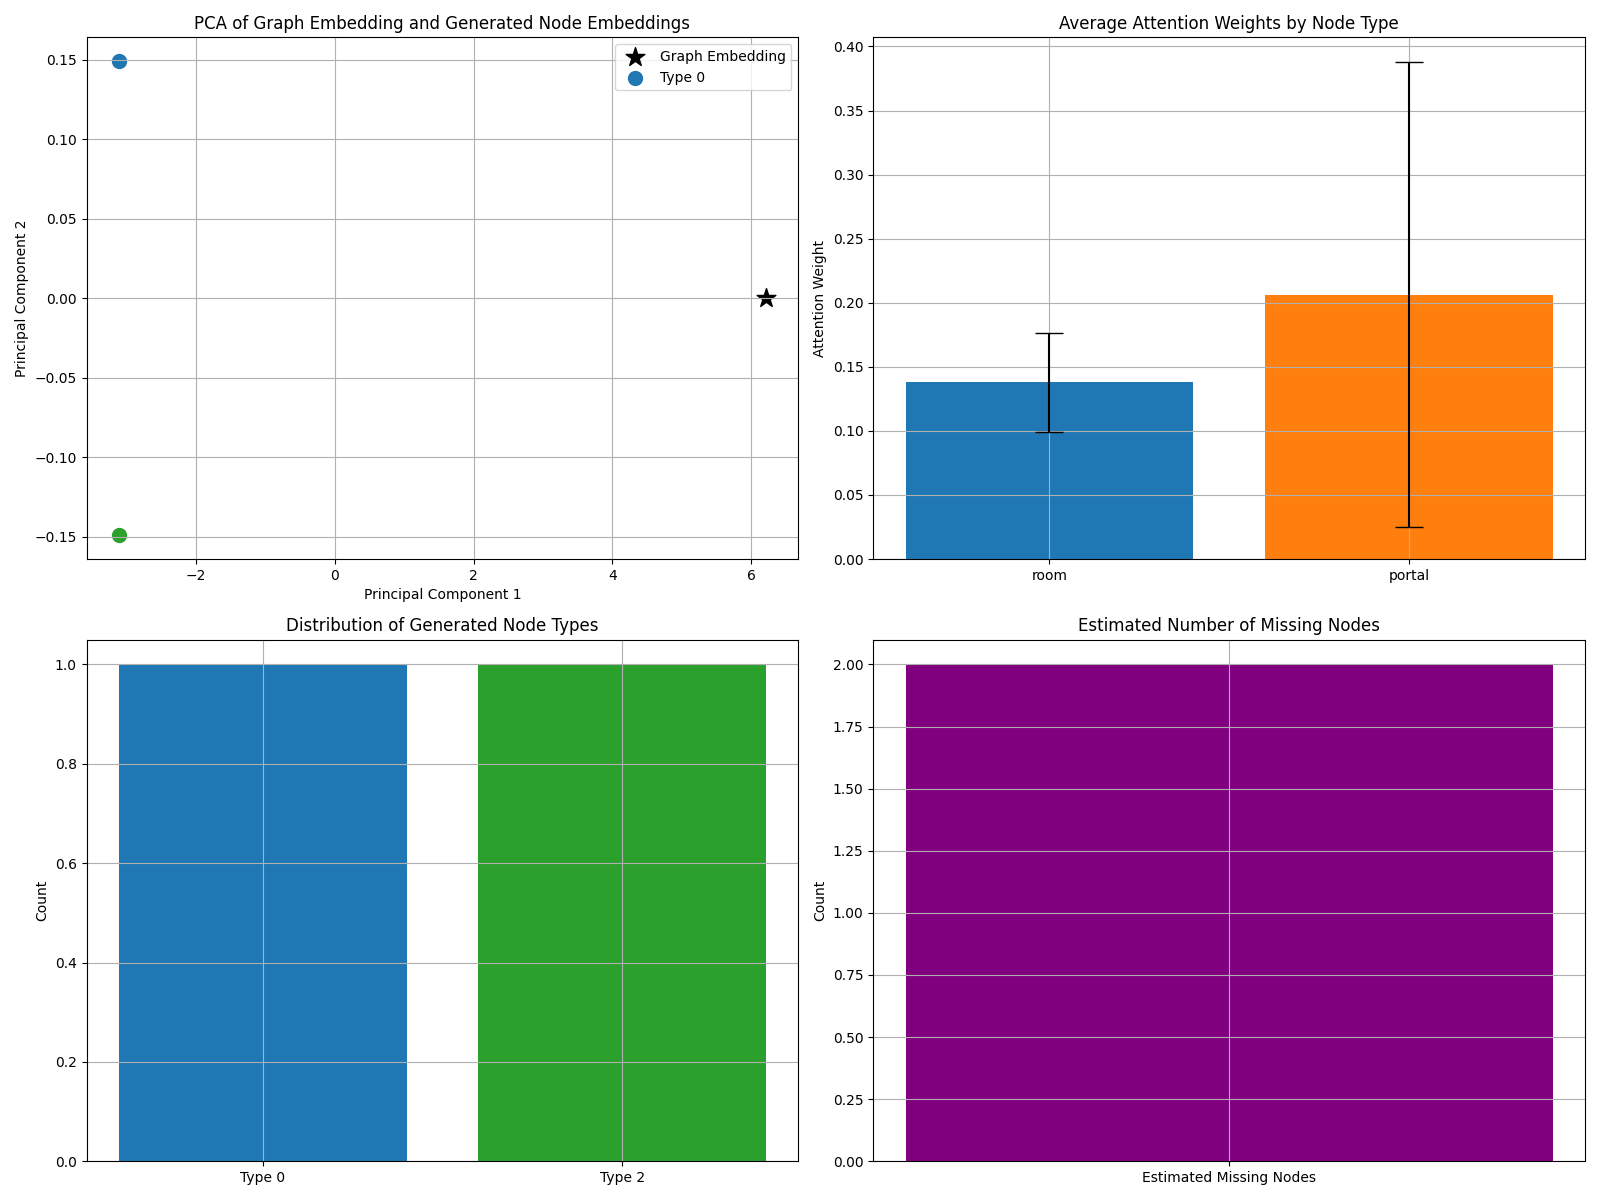 PCA of Graph Embedding and Generated Node Embeddings
Graph Embedding
Type 0
0.15
0.10
0.05
0.00
−0.05
−0.10
−0.15
Principal Component 2
−2
0
2
4
6
Principal Component 1
Average Attention Weights by Node Type
0.40
0.35
0.30
0.25
0.20
0.15
0.10
0.05
0.00
Attention Weight
room
portal
Distribution of Generated Node Types
1.0
0.8
0.6
0.4
0.2
0.0
Count
Type 0
Type 2
Estimated Number of Missing Nodes
2.00
1.75
1.50
1.25
1.00
0.75
0.50
0.25
0.00
Count
Estimated Missing Nodes